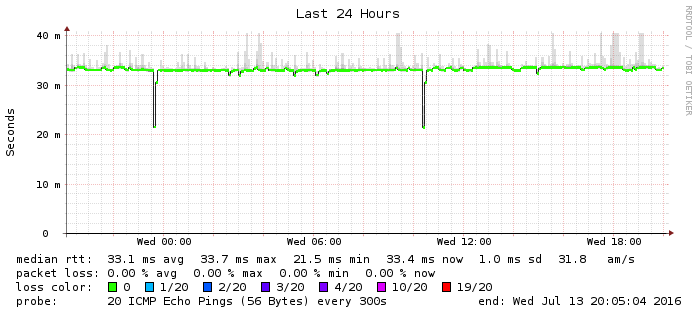 Last 24 Hours
RRDTOOL / TOBI OETIKER
Seconds
40 m
30 m
20 m
10 m
0
Wed 00:00 Wed 06:00 Wed 12:00 Wed 18:00
median rtt: 33.1 ms avg 33.7 ms max 21.5 ms min 33.4 ms now 1.0 ms sd 31.8 am/s
packet loss: 0.00 % avg 0.00 % max 0.00 % min 0.00 % now
loss color: 0 1/20 2/20 3/20 4/20 10/20 19/20
probe: 20 ICMP Echo Pings (56 Bytes) every 300s end: Wed Jul 13 20:05:04 2016